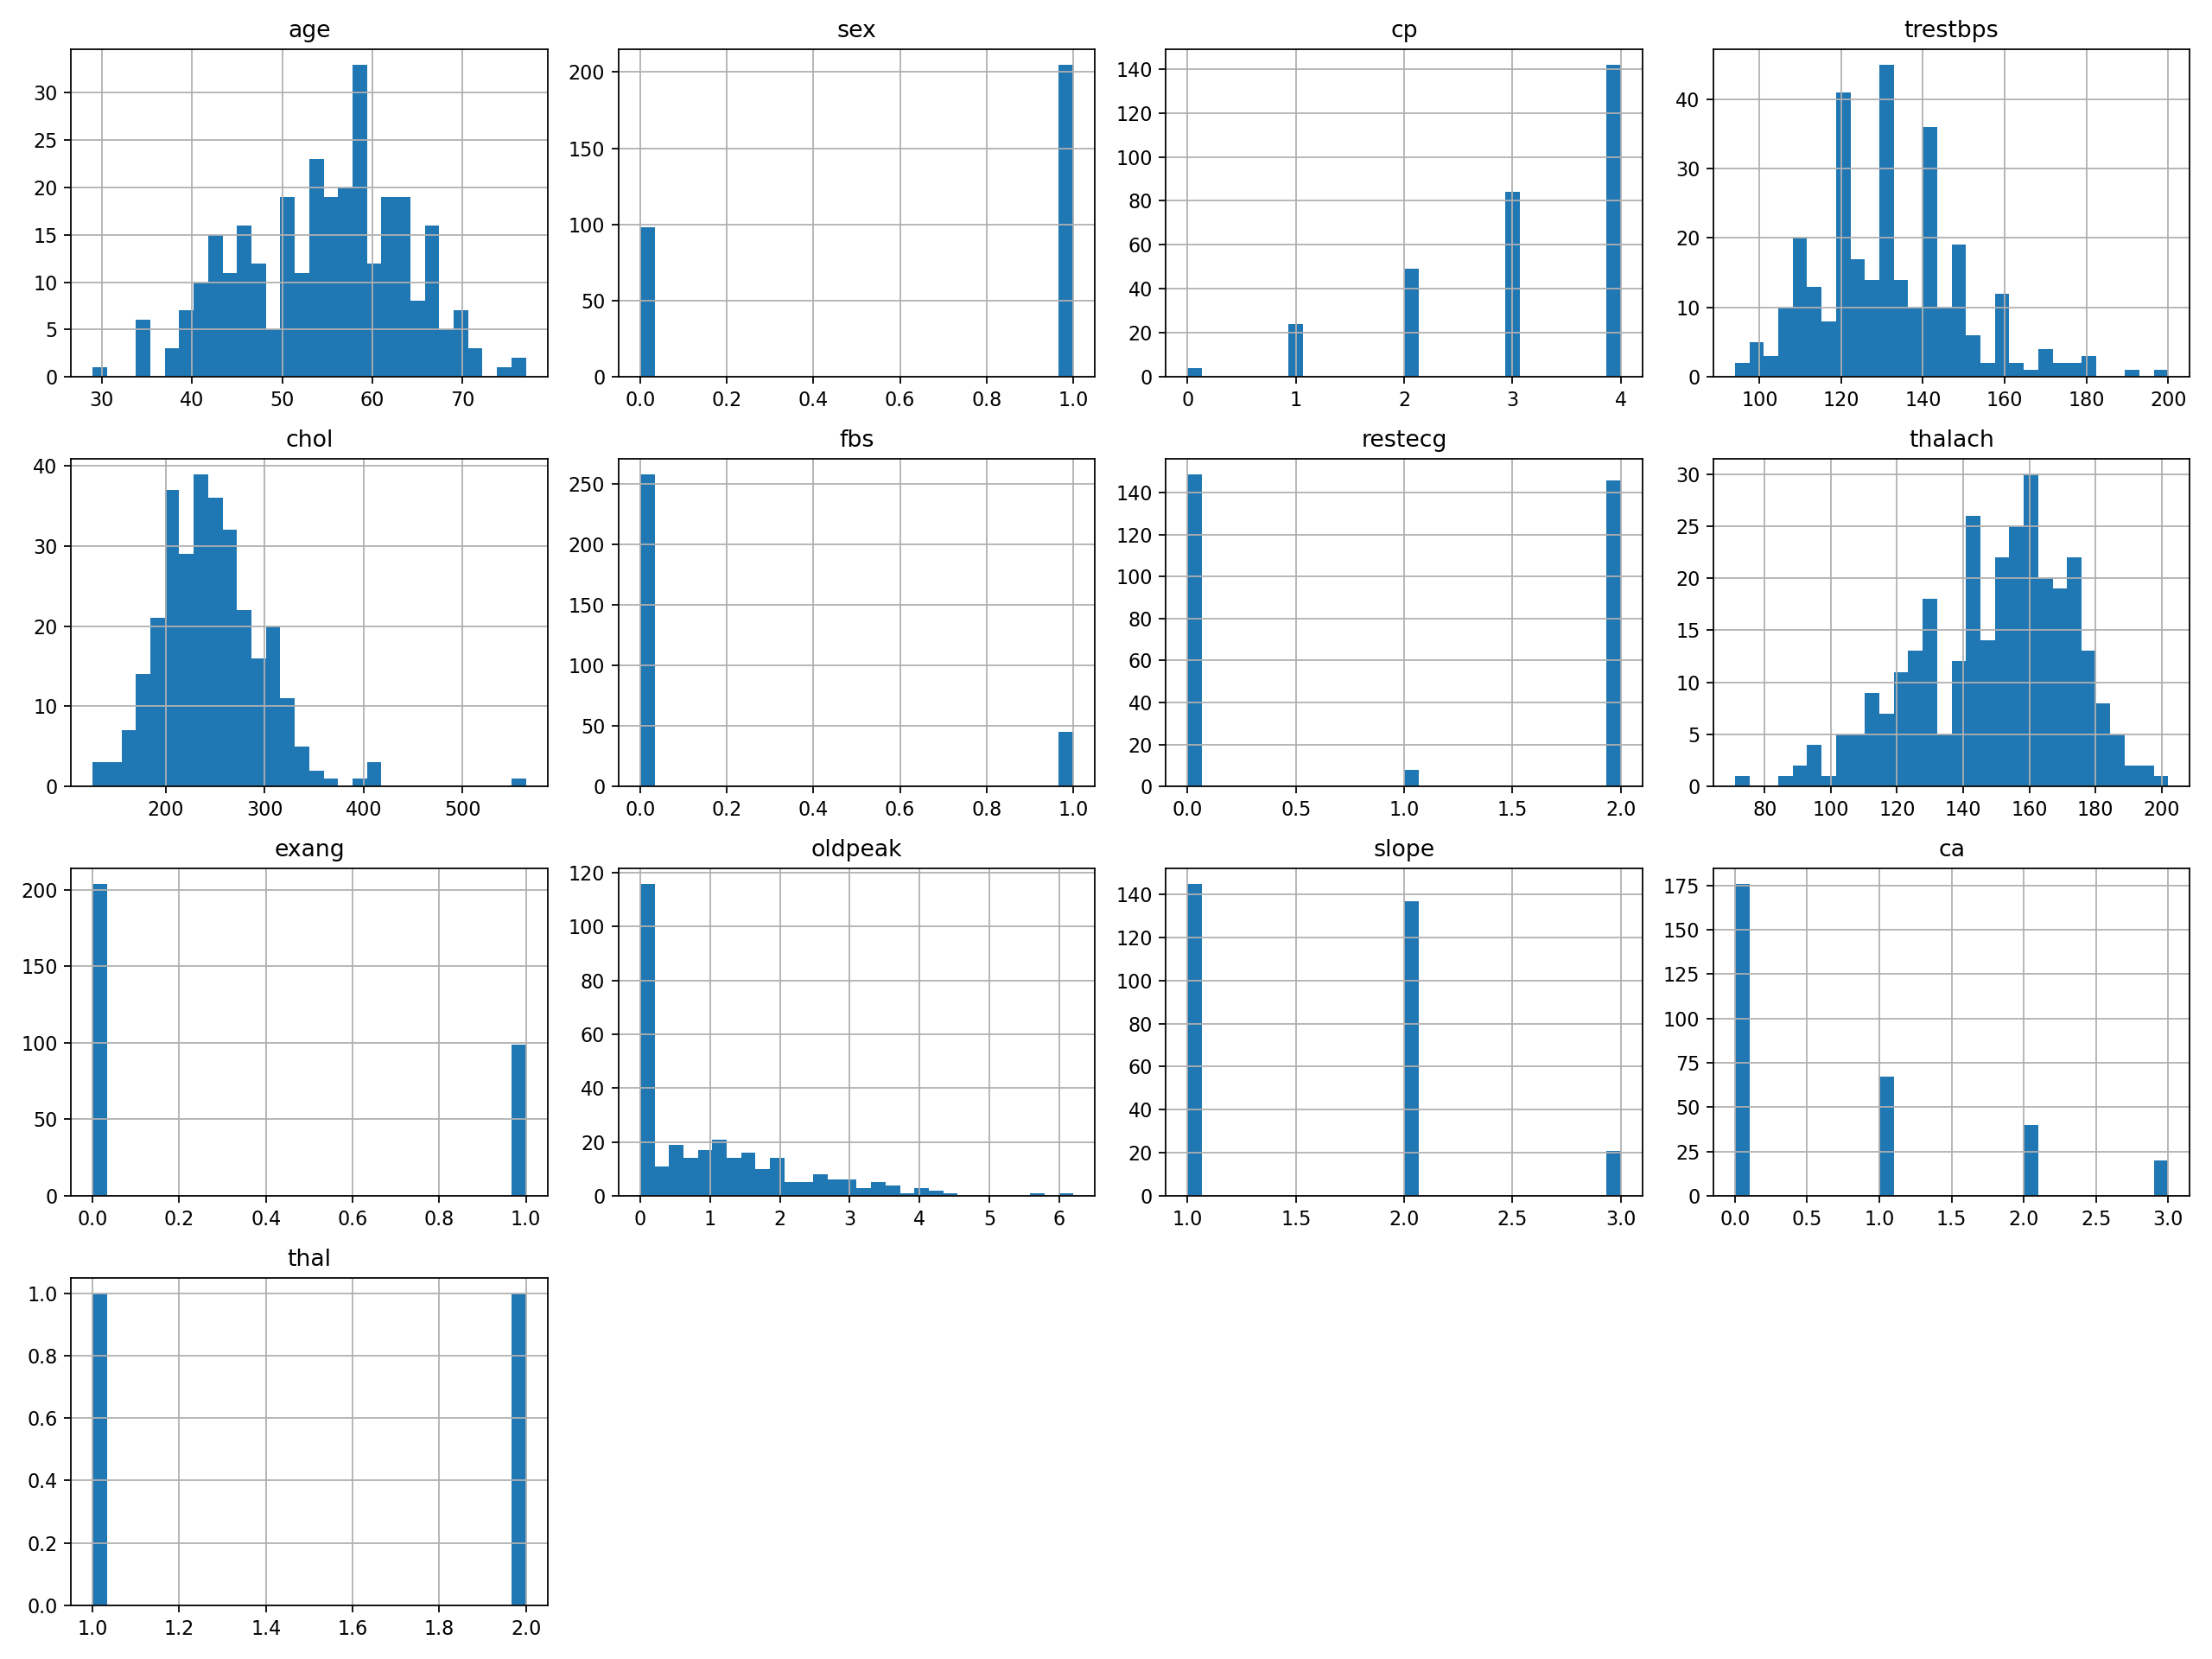 age sex cp trestbps
30 200 140 40
25 120
20 150 100 30
15 100 80 20
10 60
5 50 40 10
0 0 20 0
0
30 40 50 60 70 0.0 0.2 0.4 0.6 0.8 1.0 0 1 2 3 4 100 120 140 160 180 200
chol fbs restecg thalach
40 250 140 30
30 200 120 25
20 150 100 20
10 100 80 15
0 50 60 10
0 40 5
20 0
0
200 300 400 500 0.0 0.2 0.4 0.6 0.8 1.0 0.0 0.5 1.0 1.5 2.0 80 100 120 140 160 180 200
exang oldpeak slope ca
200 120 140 175
150 100 120 150
100 80 100 125
50 60 80 100
0 40 60 75
20 40 50
0 20 25
0 0
0.0 0.2 0.4 0.6 0.8 1.0 0 1 2 3 4 5 6 1.0 1.5 2.0 2.5 3.0 0.0 0.5 1.0 1.5 2.0 2.5 3.0
thal
1.0
0.8
0.6
0.4
0.2
0.0
1.0 1.2 1.4 1.6 1.8 2.0